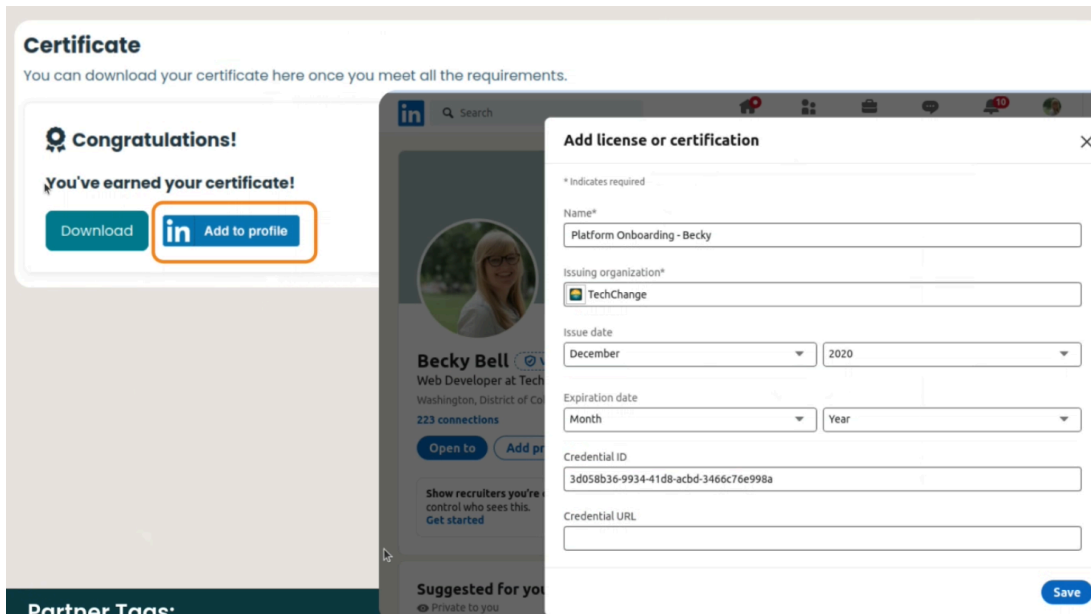 Certificate
You can download your certificate here once you meet all the requirements.
Congratulations!
You've earned your certificate!
Download
in Add to profile
in
Search
10
Becky Bell
Web Developer at Tech
Washington, District of Co
223 connections
Open to
Add pr
Show recruiters you're
control who sees this.
Get started
Suggested for you
Private to you
Add license or certification
* Indicates required
Name*
Platform Onboarding - Becky
Issuing organization*
TechChange
Issue date
December
2020
Expiration date
Month
Year
Credential ID
3d058b36-9934-41d8-acbd-3466c76e998a
Credential URL
Save
Partner Tags: